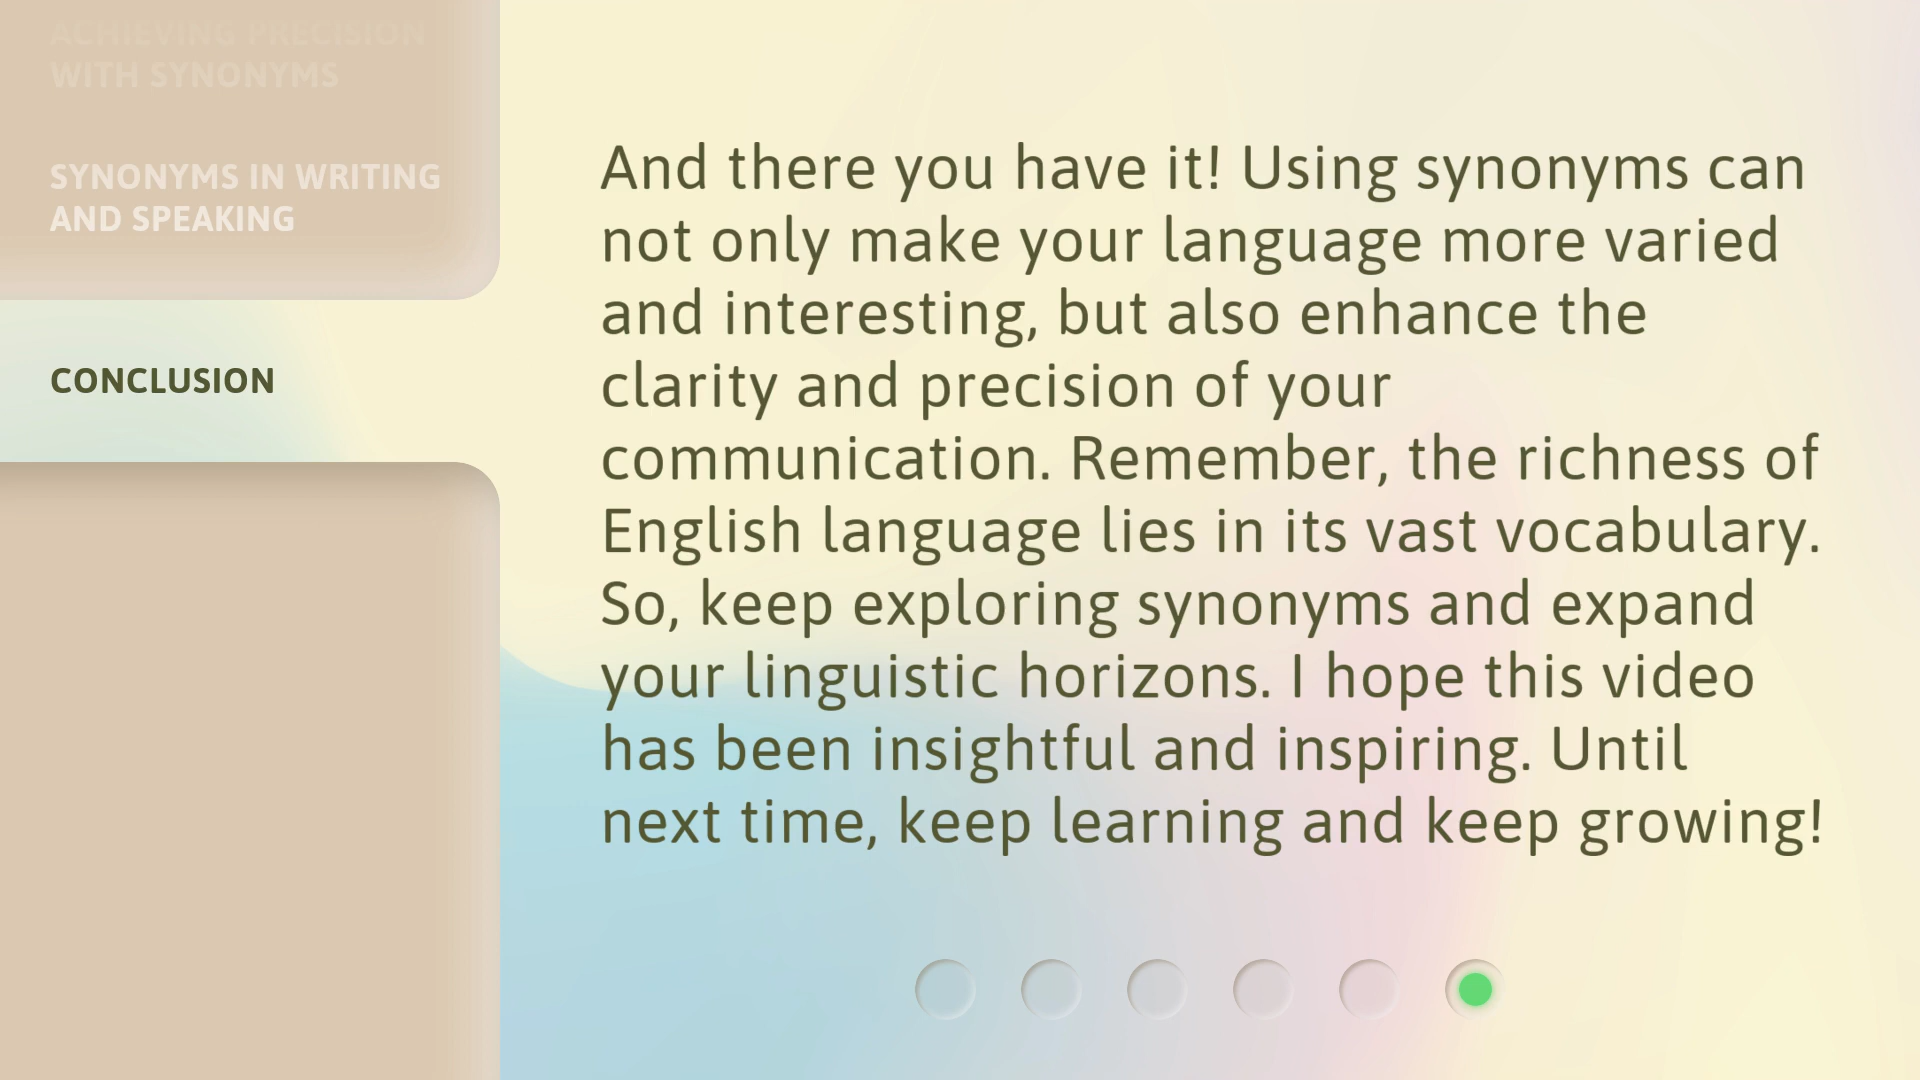 ACHIEVING PRECISION
WITH SYNONYMS
SYNONYMS IN WRITING
AND SPEAKING
CONCLUSION
And there you have it! Using synonyms can
not only make your language more varied
and interesting, but also enhance the
clarity and precision of your
communication. Remember, the richness of
English language lies in its vast vocabulary.
So, keep exploring synonyms and expand
your linguistic horizons. I hope this video
has been insightful and inspiring. Until
next time, keep learning and keep growing!